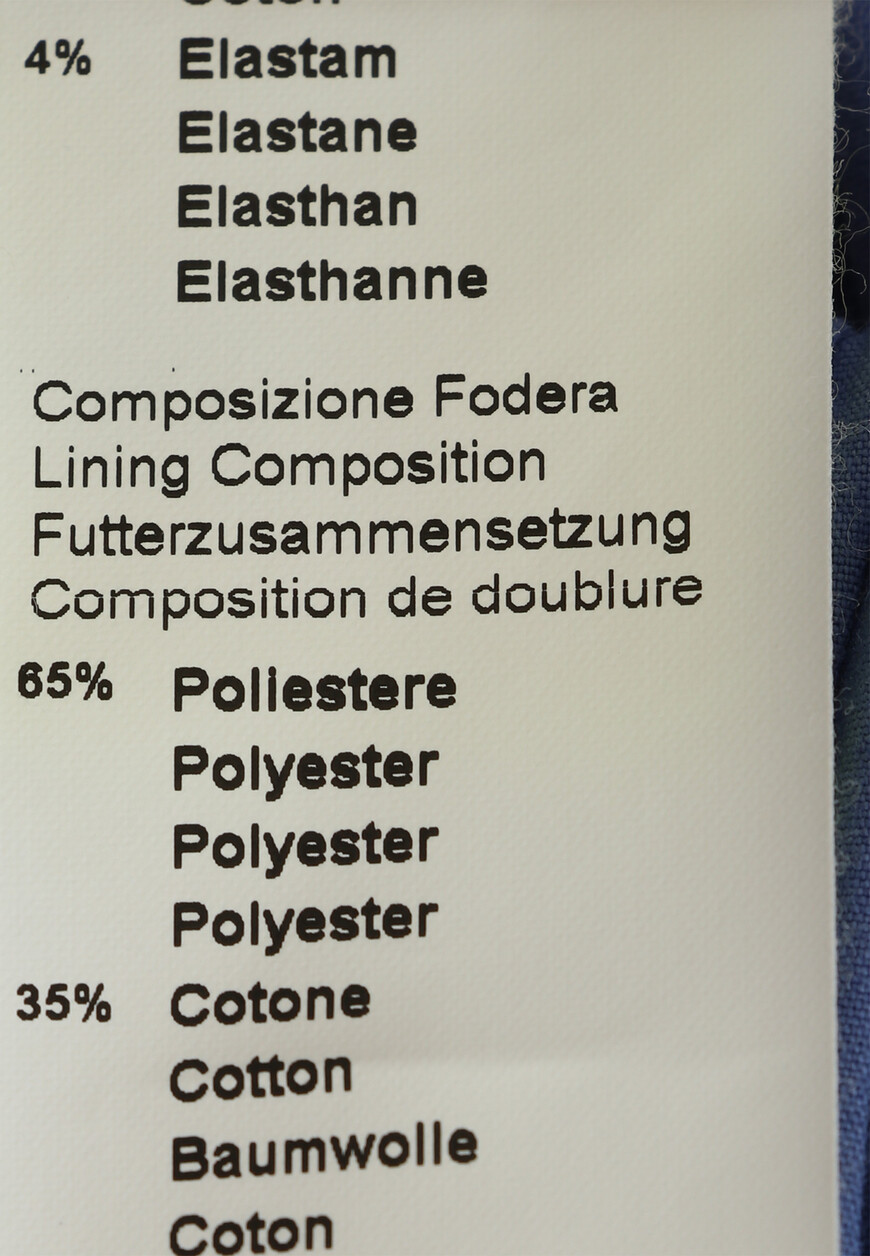 Coton
4% Elastam
Elastane
Elasthan
Elasthanne
Composizione Fodera
Lining Composition
Futterzusammensetzung
Composition de doublure
65% Poliestere
Polyester
Polyester
Polyester
35% Cotone
Cotton
Baumwolle
Coton